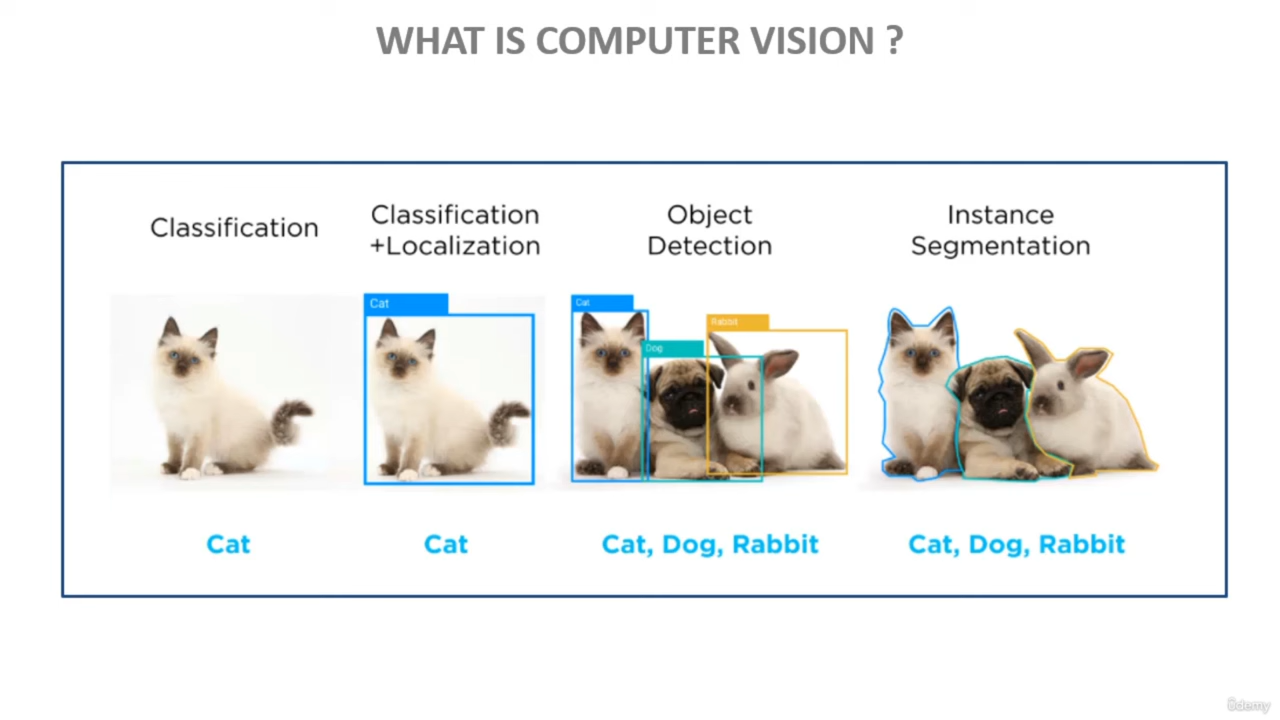 WHAT IS COMPUTER VISION ?
Classification
Classification
+Localization
Object
Detection
Instance
Segmentation
Cat
Cat
Dog
Rabbit
Cat
Cat
Cat, Dog, Rabbit
Cat, Dog, Rabbit
ûdemy